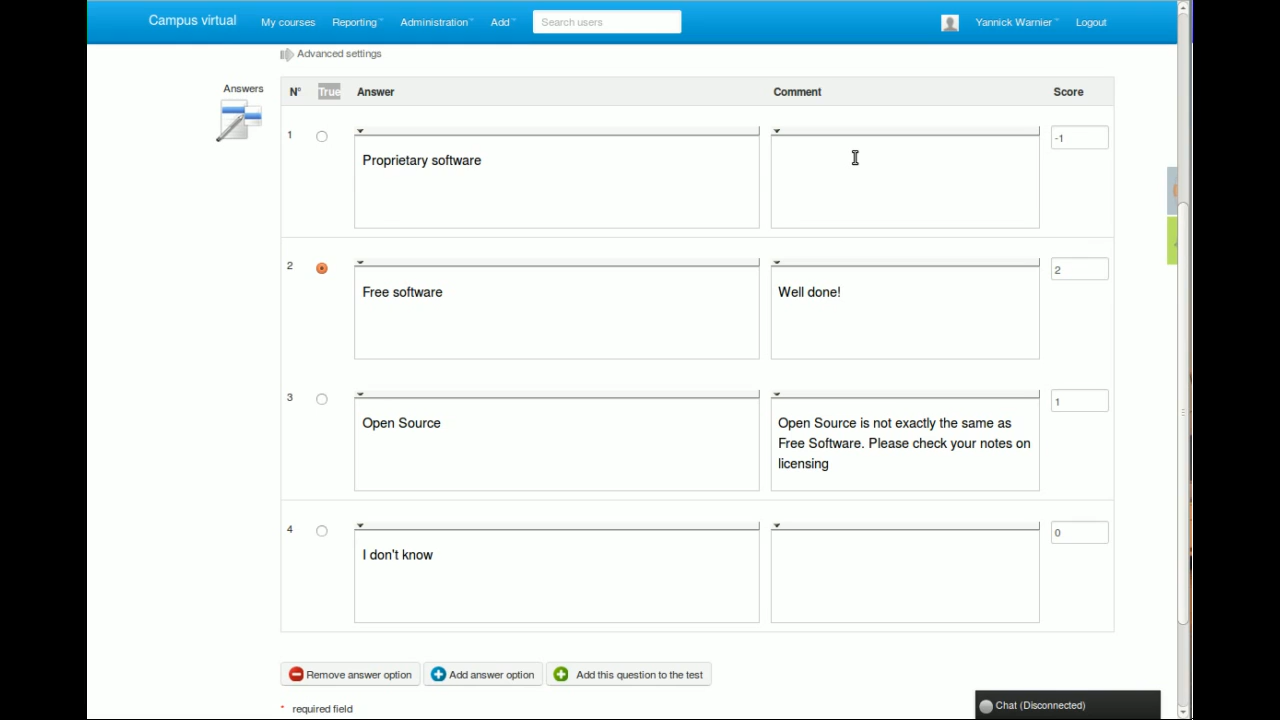 Campus virtual My courses Reporting Administration Add Search users Yannick Warnier Logout
Advanced settings
Answers
N° True Answer Comment Score
1 Proprietary software -1
2 Free software Well done! 2
3 Open Source Open Source is not exactly the same as 1
Free Software. Please check your notes on
licensing
4 I don't know 0
Remove answer option Add answer option Add this question to the test
* required field
Chat (Disconnected)